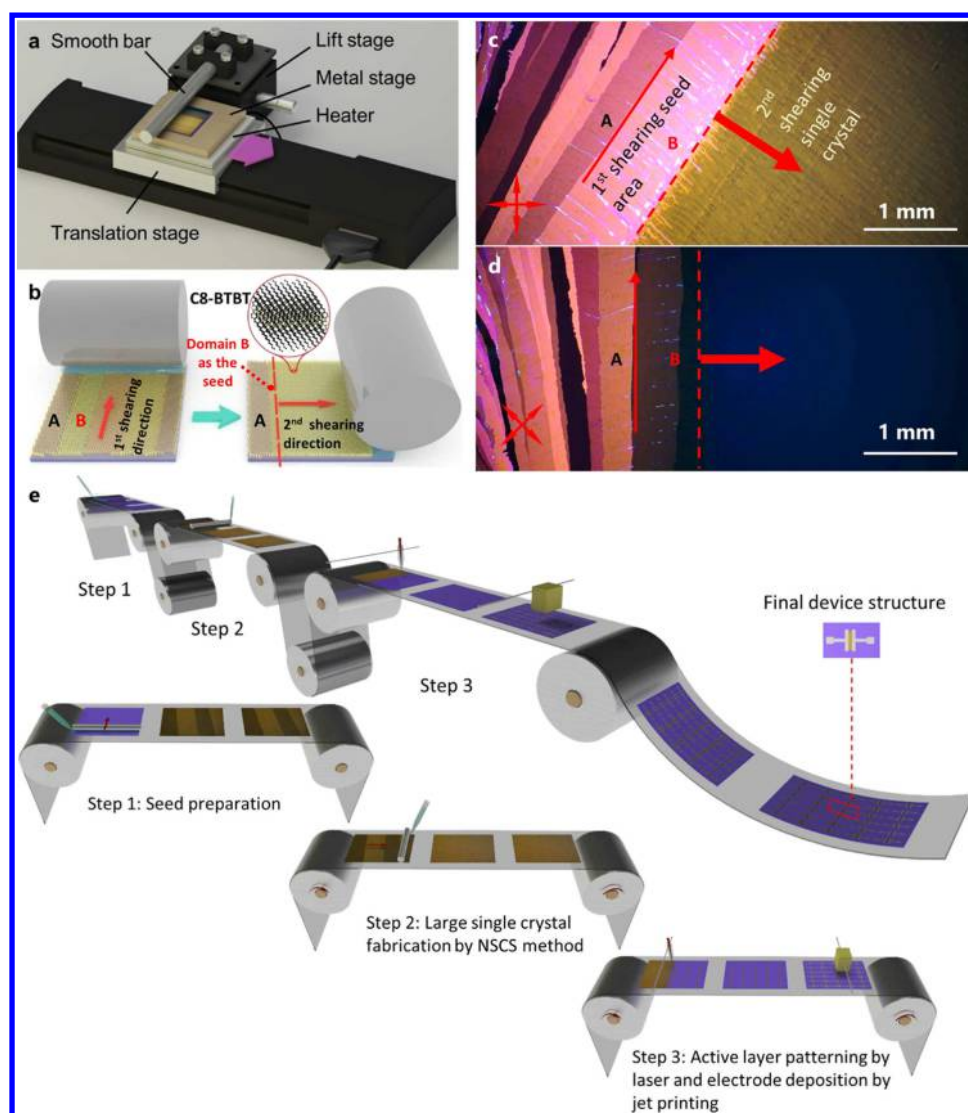 a
Smooth bar
Lift stage
Metal stage
Heater
Translation stage
b
C8-BTBT
Domain B
as the
seed
A
B
1st shearing
direction
A
2nd shearing
direction
c
A
1st shearing seed
area
B
2nd
shearing
single
crystal
1 mm
d
A
B
1 mm
e
Step 1
Step 2
Step 3
Final device structure
Step 1: Seed preparation
Step 2: Large single crystal
fabrication by NSCS method
Step 3: Active layer patterning by
laser and electrode deposition by
jet printing